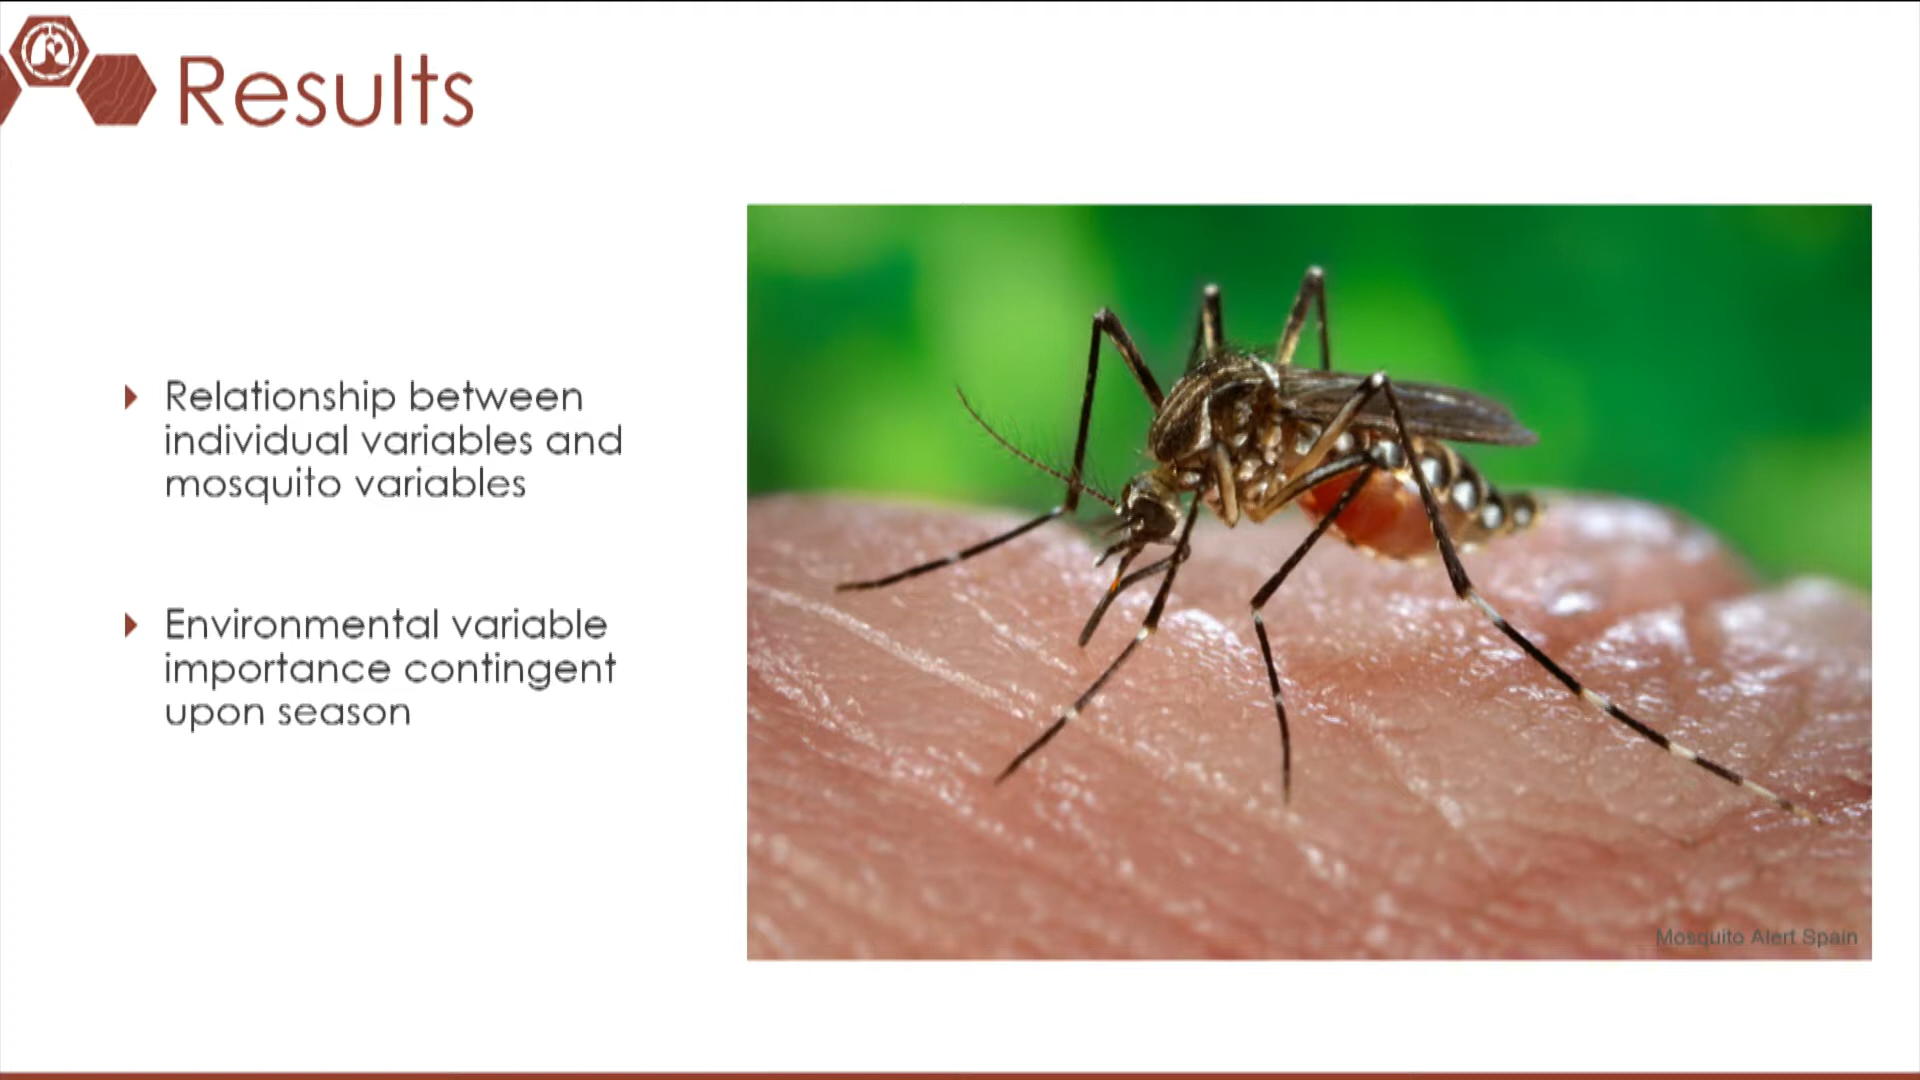 Results
Relationship between
individual variables and
mosquito variables
Environmental variable
importance contingent
upon season
Mosquito Alert Spain